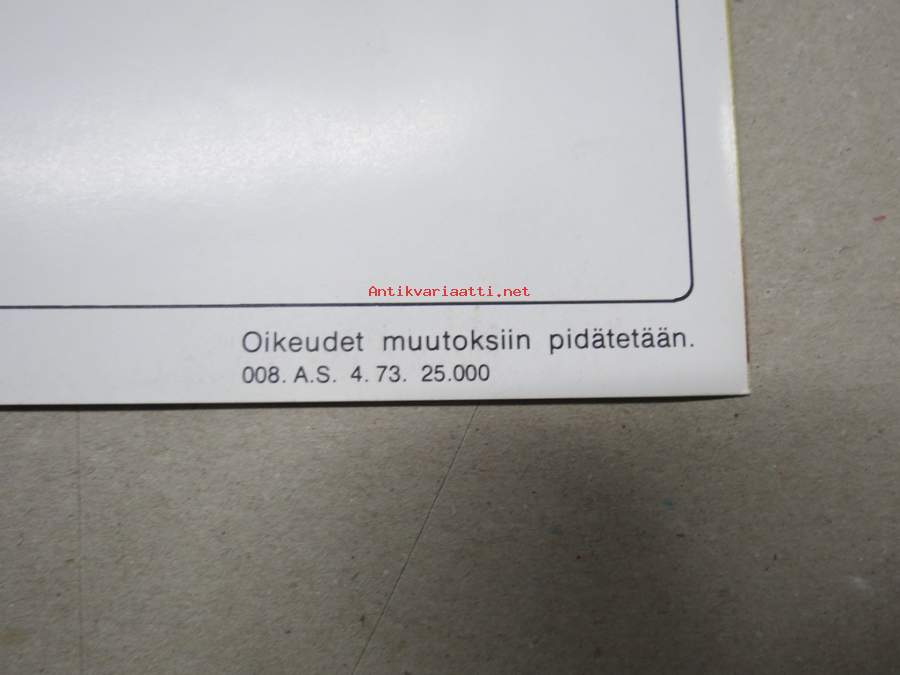 Antikvariaatti.net
Oikeudet muutoksiin pidätetään.
008. A.S. 4. 73. 25.000